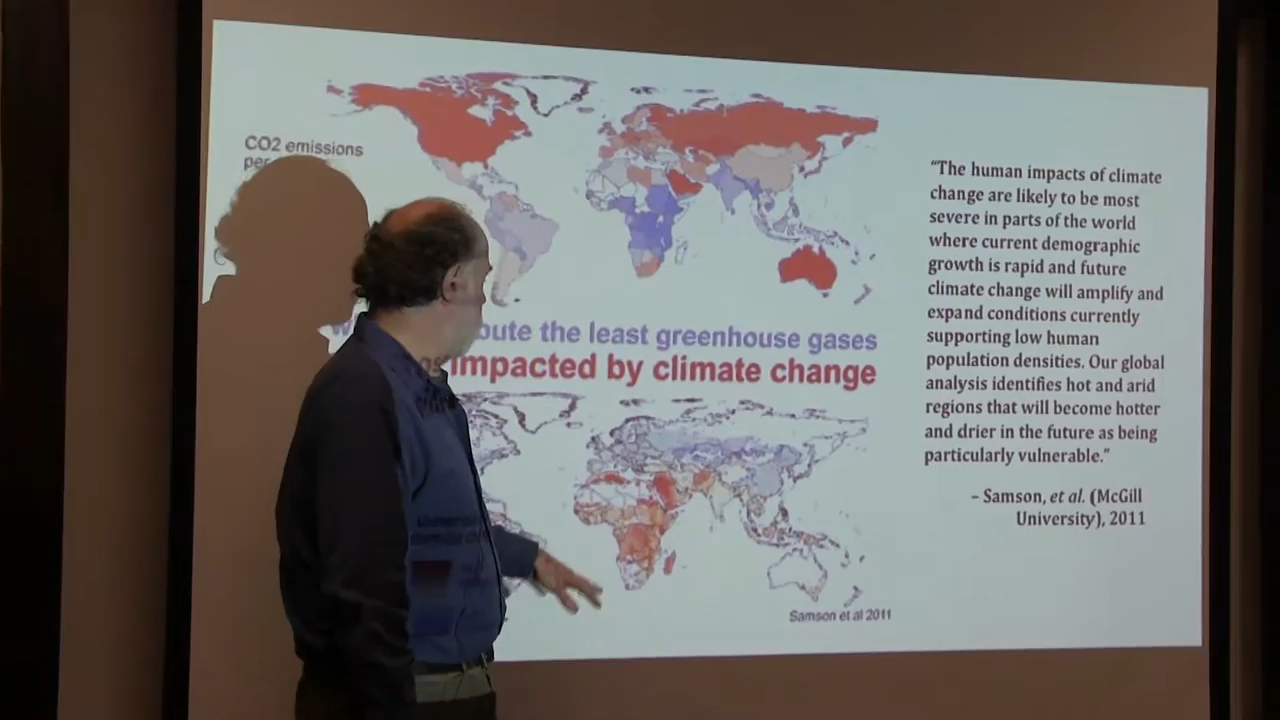 CO2 emissions
per
bute the least greenhouse gases
impacted by climate change
Samson et al 2011
“The human impacts of climate
change are likely to be most
severe in parts of the world
where current demographic
growth is rapid and future
climate change will amplify and
expand conditions currently
supporting low human
population densities. Our global
analysis identifies hot and arid
regions that will become hotter
and drier in the future as being
particularly vulnerable.”
– Samson, et al. (McGill
University), 2011